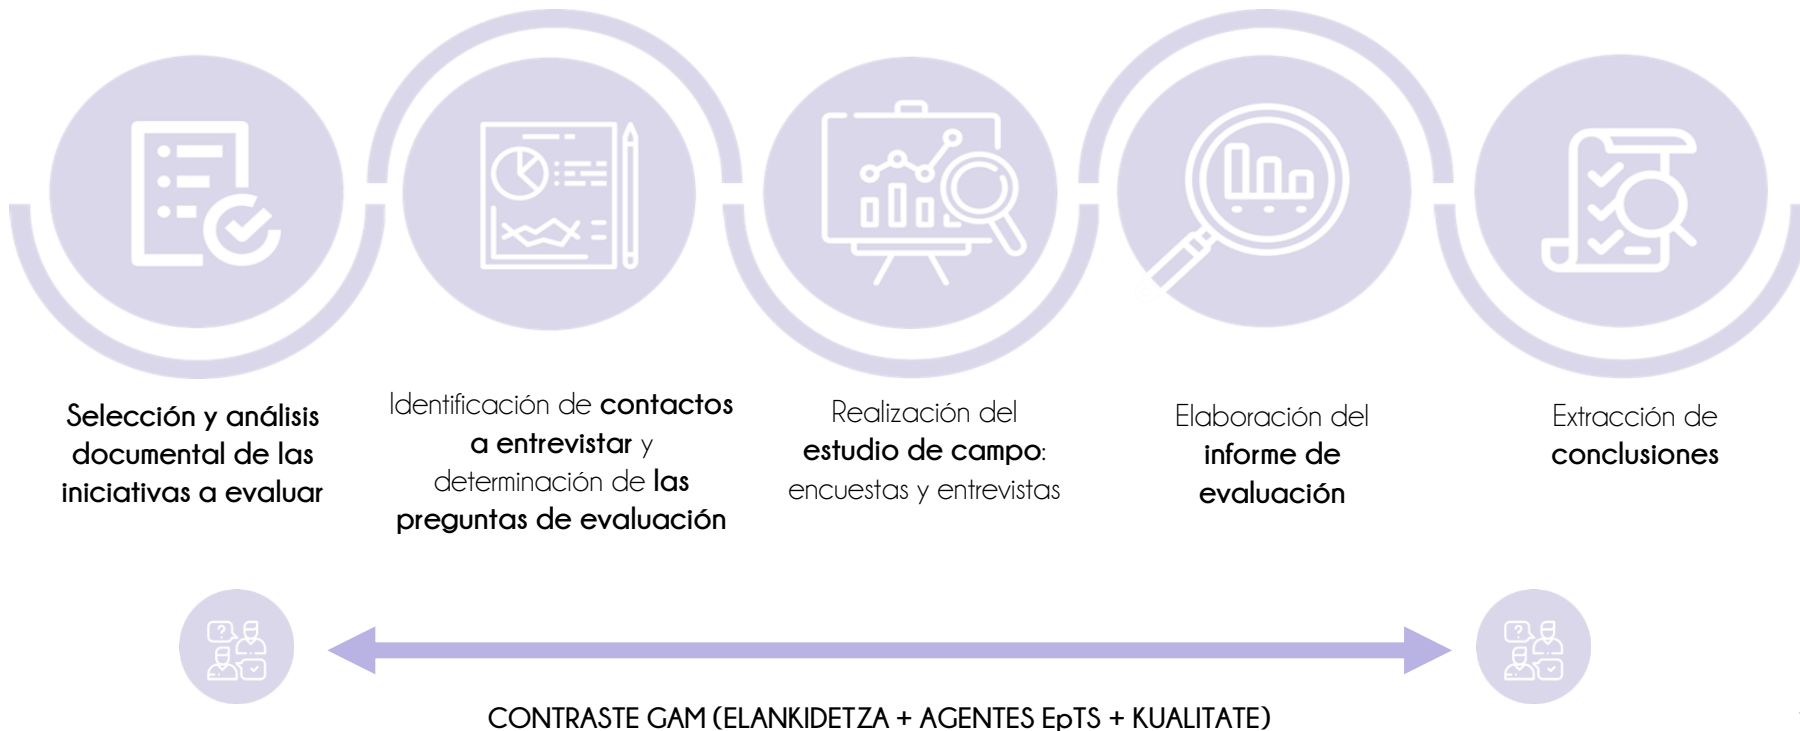 Selección y análisis
documental de las
iniciativas a evaluar
Identificación de contactos
a entrevistar y
determinación de las
preguntas de evaluación
Realización del
estudio de campo:
encuestas y entrevistas
Elaboración del
informe de
evaluación
Extracción de
conclusiones
CONTRASTE GAM (ELANKIDETZA + AGENTES EpTS + KUALITATE)